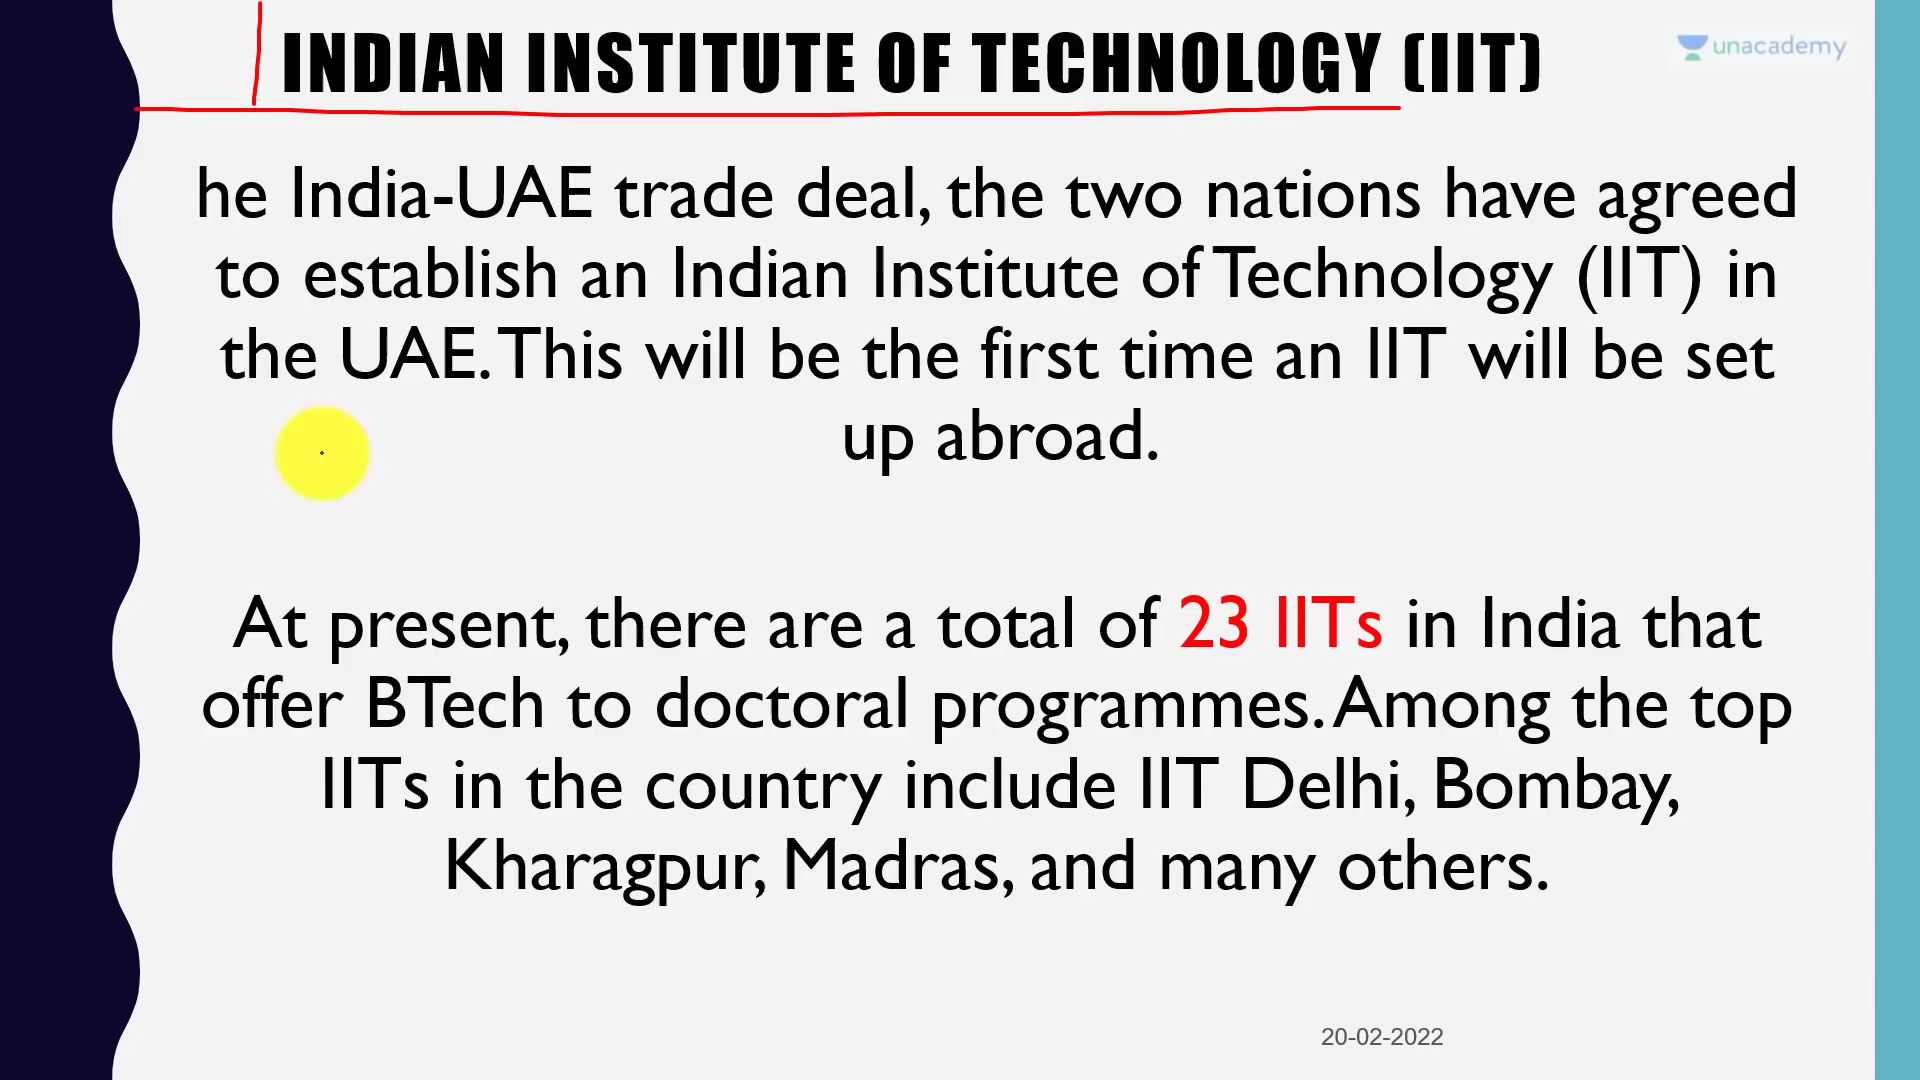 INDIAN INSTITUTE OF TECHNOLOGY (IIT)
unacademy
he India-UAE trade deal, the two nations have agreed
to establish an Indian Institute of Technology (IIT) in
the UAE. This will be the first time an IIT will be set
up abroad.
At present, there are a total of 23 IITs in India that
offer BTech to doctoral programmes. Among the top
IITs in the country include IIT Delhi, Bombay,
Kharagpur, Madras, and many others.
20-02-2022